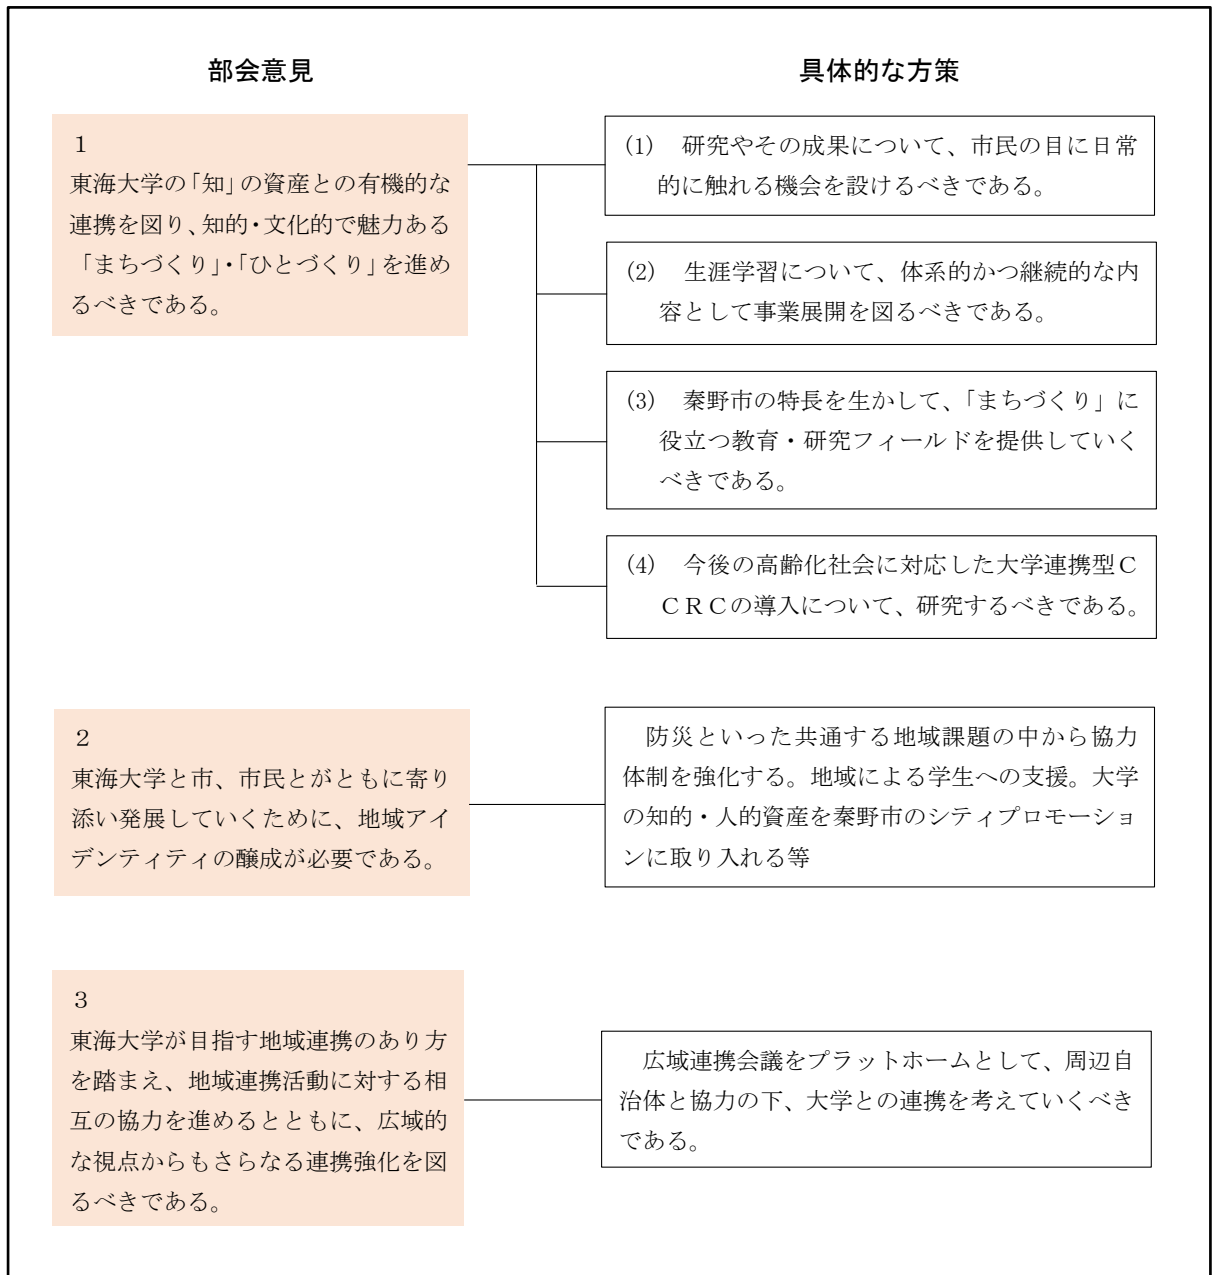 部会意見
具体的な方策
1
東海大学の「知」の資産との有機的な
連携を図り、知的・文化的で魅力ある
「まちづくり」・「ひとづくり」を進め
るべきである。
(1) 研究やその成果について、市民の目に日常
的に触れる機会を設けるべきである。
(2) 生涯学習について、体系的かつ継続的な内
容として事業展開を図るべきである。
(3) 秦野市の特長を生かして、「まちづくり」に
役立つ教育・研究フィールドを提供していく
べきである。
(4) 今後の高齢化社会に対応した大学連携型C
CRCの導入について、研究するべきである。
2
東海大学と市、市民とがともに寄り
添い発展していくために、地域アイ
デンティティの醸成が必要である。
防災といった共通する地域課題の中から協力
体制を強化する。地域による学生への支援。大学
の知的・人的資産を秦野市のシティプロモーショ
ンに取り入れる等
3
東海大学が目指す地域連携のあり方
を踏まえ、地域連携活動に対する相
互の協力を進めるとともに、広域的
な視点からもさらなる連携強化を図
るべきである。
広域連携会議をプラットホームとして、周辺自
治体と協力の下、大学との連携を考えていくべき
である。